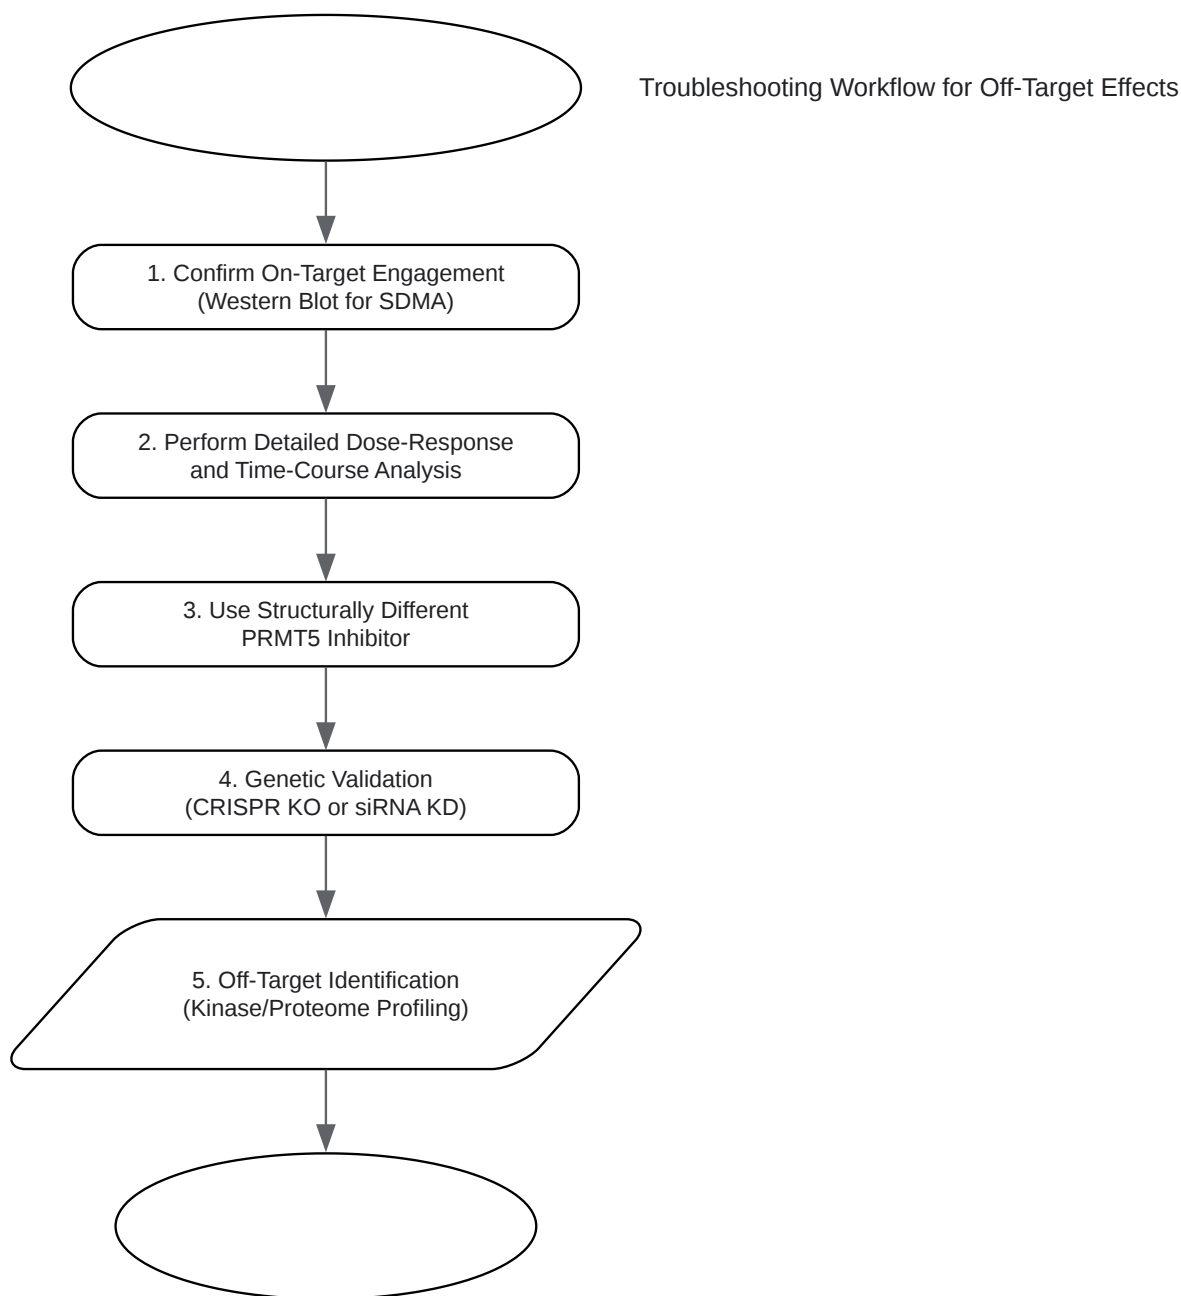 Troubleshooting Workflow for Off-Target Effects
1. Confirm On-Target Engagement
(Western Blot for SDMA)
2. Perform Detailed Dose-Response
and Time-Course Analysis
3. Use Structurally Different
PRMT5 Inhibitor
4. Genetic Validation
(CRISPR KO or siRNA KD)
5. Off-Target Identification
(Kinase/Proteome Profiling)